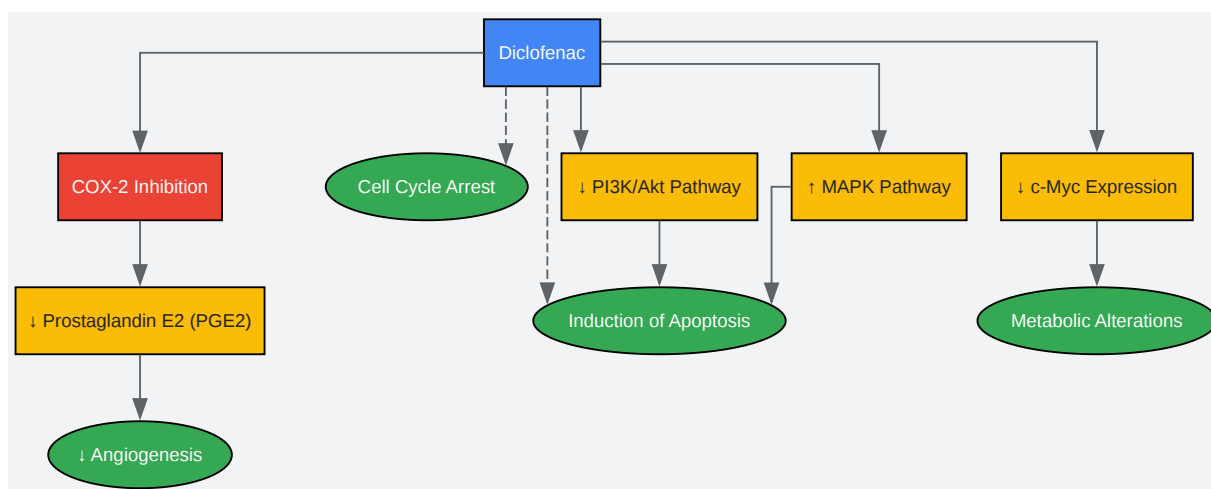 Diclofenac
COX-2 Inhibition
Cell Cycle Arrest
↓ PI3K/Akt Pathway
↑ MAPK Pathway
↓ c-Myc Expression
↓ Prostaglandin E2 (PGE2)
Induction of Apoptosis
Metabolic Alterations
↓ Angiogenesis